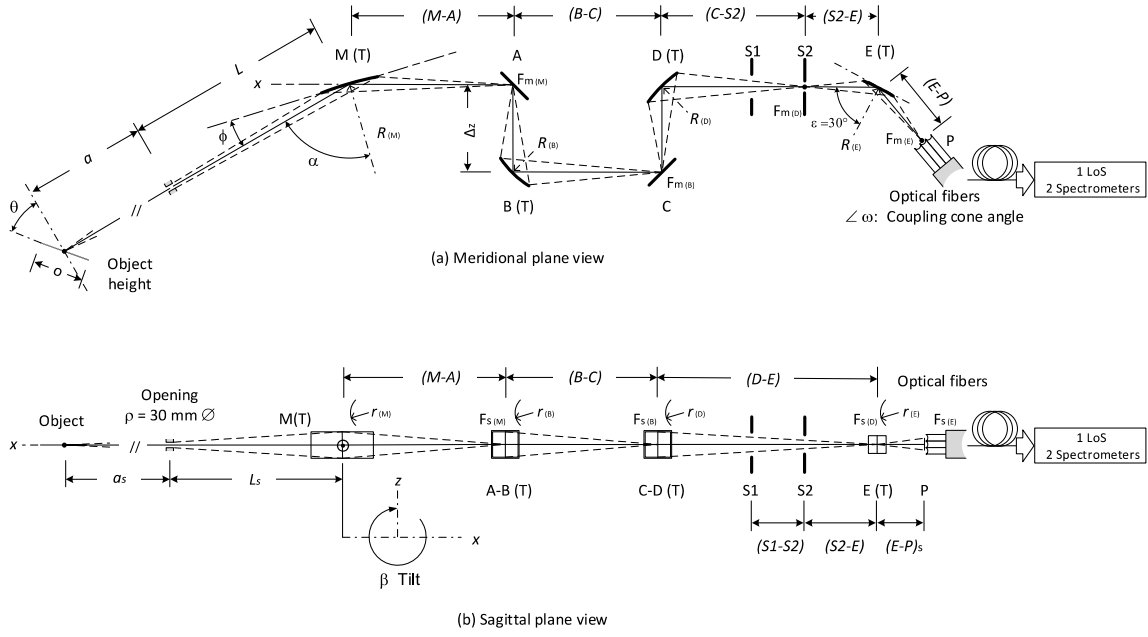 (M-A)
(B-C)
(C-S2)
(S2-E)
M (T)
A
D (T)
S1
S2
E (T)
L
x
Fm (M)
(E-P)
a
ϕ
α
R (M)
Δz
R (B)
R (D)
Fm (D)
ε =30°
R (E)
Fm (E)
P
θ
//
B (T)
Fm (B)
C
1 LoS
2 Spectrometers
Optical fibers
∠ ω: Coupling cone angle
o
Object
height
(a) Meridional plane view
(M-A)
(B-C)
(D-E)
Optical fibers
Opening
ρ = 30 mm ∅
Object
M(T)
r (M)
Fs (M)
r (B)
Fs (B)
r (D)
Fs (D)
r (E)
Fs (E)
x
//
1 LoS
2 Spectrometers
as
Ls
A-B (T)
C-D (T)
S1
S2
E (T)
P
z
x
(S1-S2)
(S2-E)
(E-P)s
β Tilt
(b) Sagittal plane view